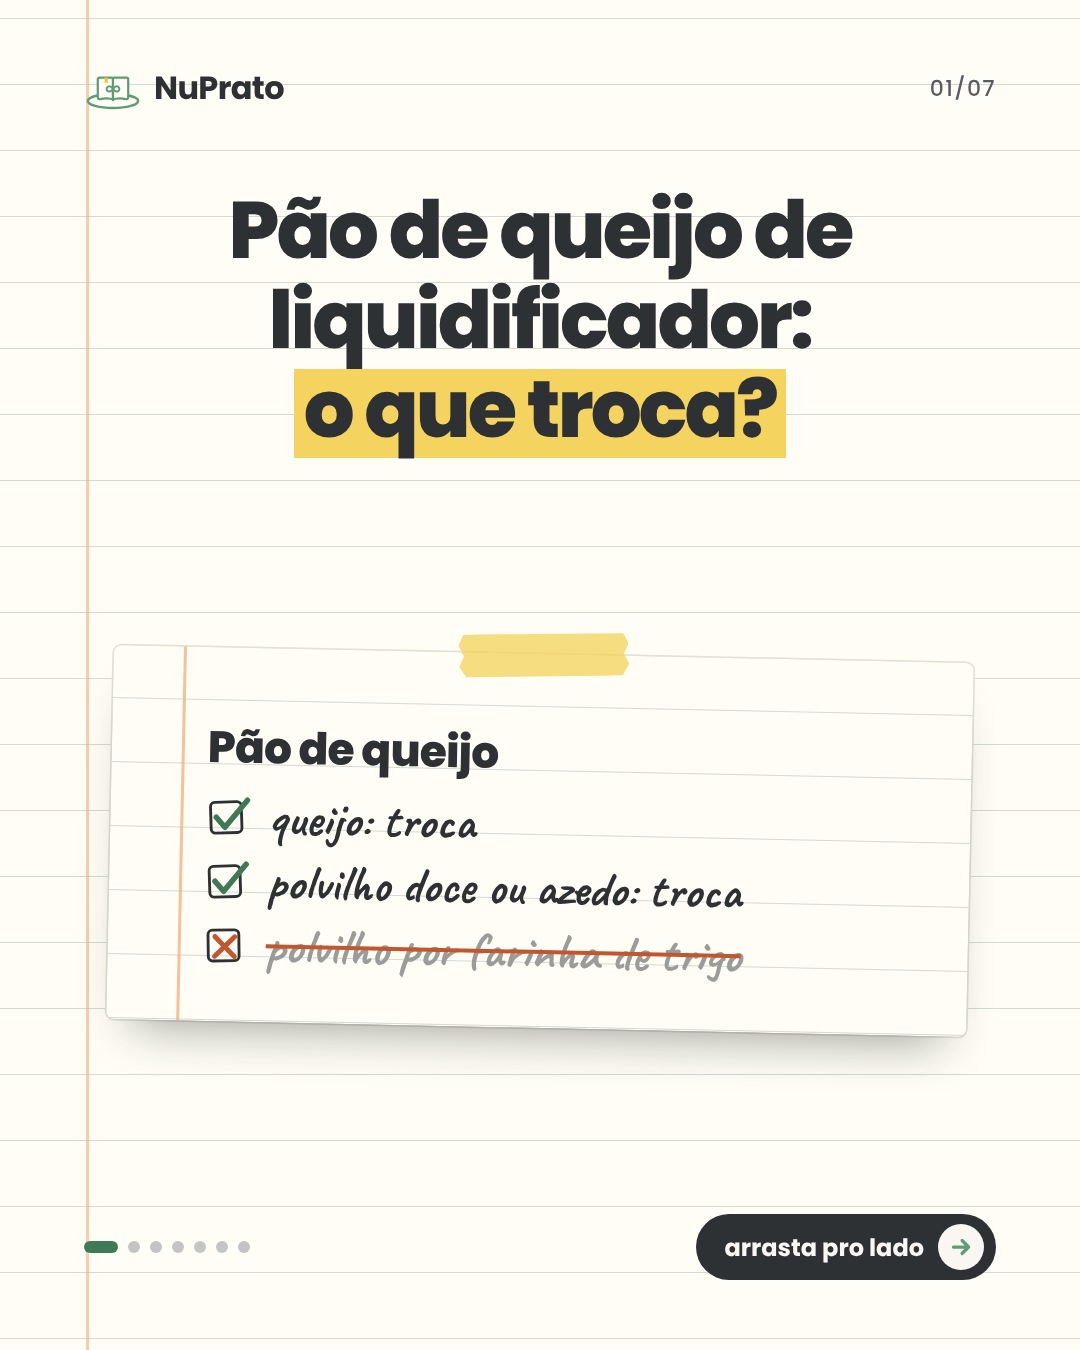 NuPrato
01/07
Pão de queijo de
liquidificador:
o que troca?
Pão de queijo
queijo: troca
polvilho doce ou azedo: troca
polvilho por farinha de trigo
arrasta pro lado